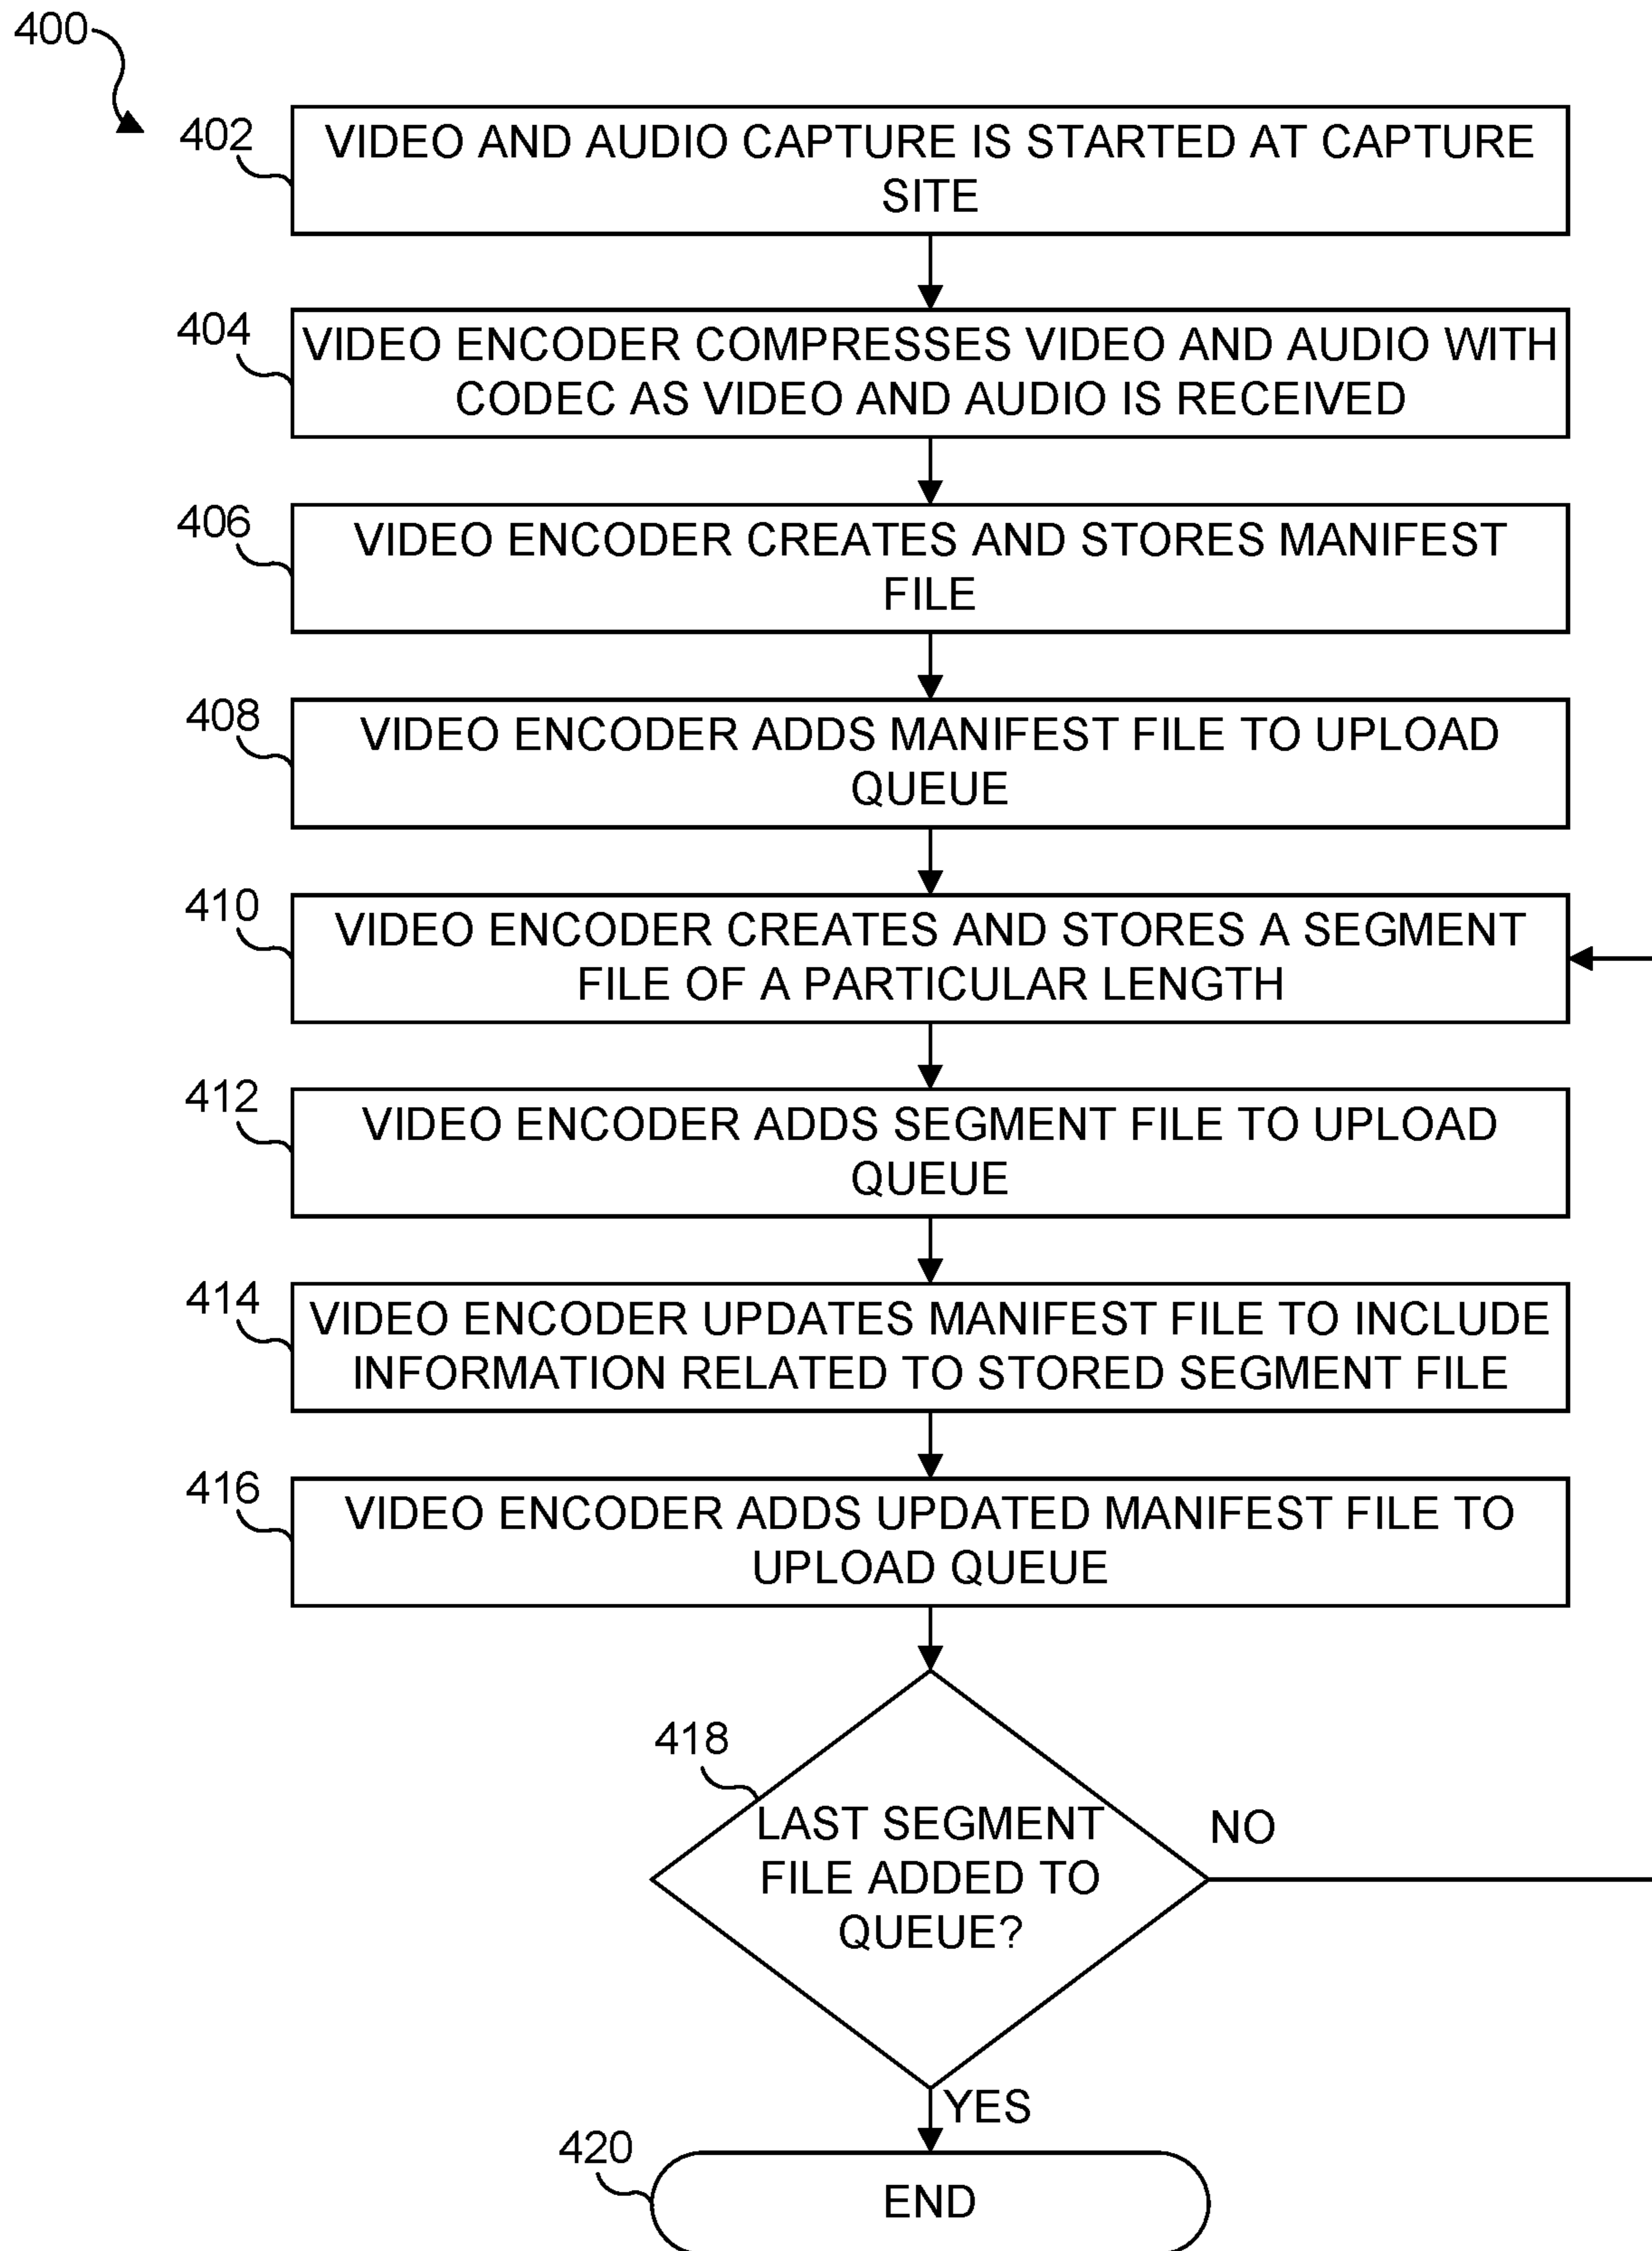 400
402
VIDEO AND AUDIO CAPTURE IS STARTED AT CAPTURE
SITE
404
VIDEO ENCODER COMPRESSES VIDEO AND AUDIO WITH
CODEC AS VIDEO AND AUDIO IS RECEIVED
406
VIDEO ENCODER CREATES AND STORES MANIFEST
FILE
408
VIDEO ENCODER ADDS MANIFEST FILE TO UPLOAD
QUEUE
410
VIDEO ENCODER CREATES AND STORES A SEGMENT
FILE OF A PARTICULAR LENGTH
412
VIDEO ENCODER ADDS SEGMENT FILE TO UPLOAD
QUEUE
414
VIDEO ENCODER UPDATES MANIFEST FILE TO INCLUDE
INFORMATION RELATED TO STORED SEGMENT FILE
416
VIDEO ENCODER ADDS UPDATED MANIFEST FILE TO
UPLOAD QUEUE
418
LAST SEGMENT
FILE ADDED TO
QUEUE?
NO
YES
420
END